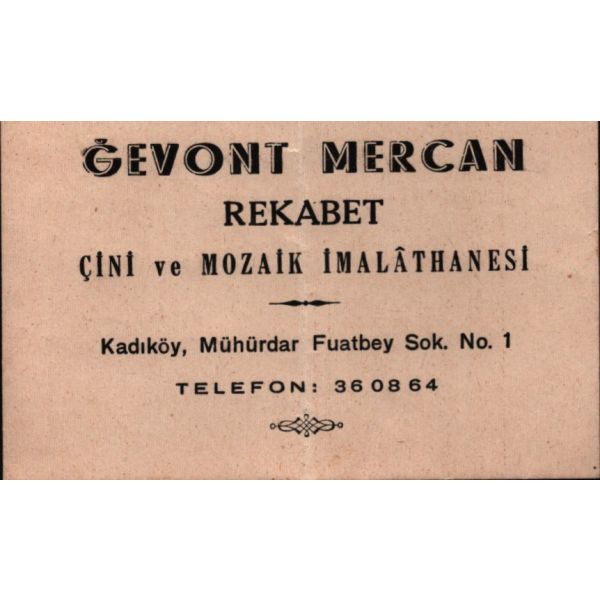 ĞEVONT MERCAN
REKABET
ÇİNİ ve MOZAİK İMALÂTHANESİ
Kadıköy, Mühürdar Fuatbey Sok. No. 1
TELEFON: 36 08 64